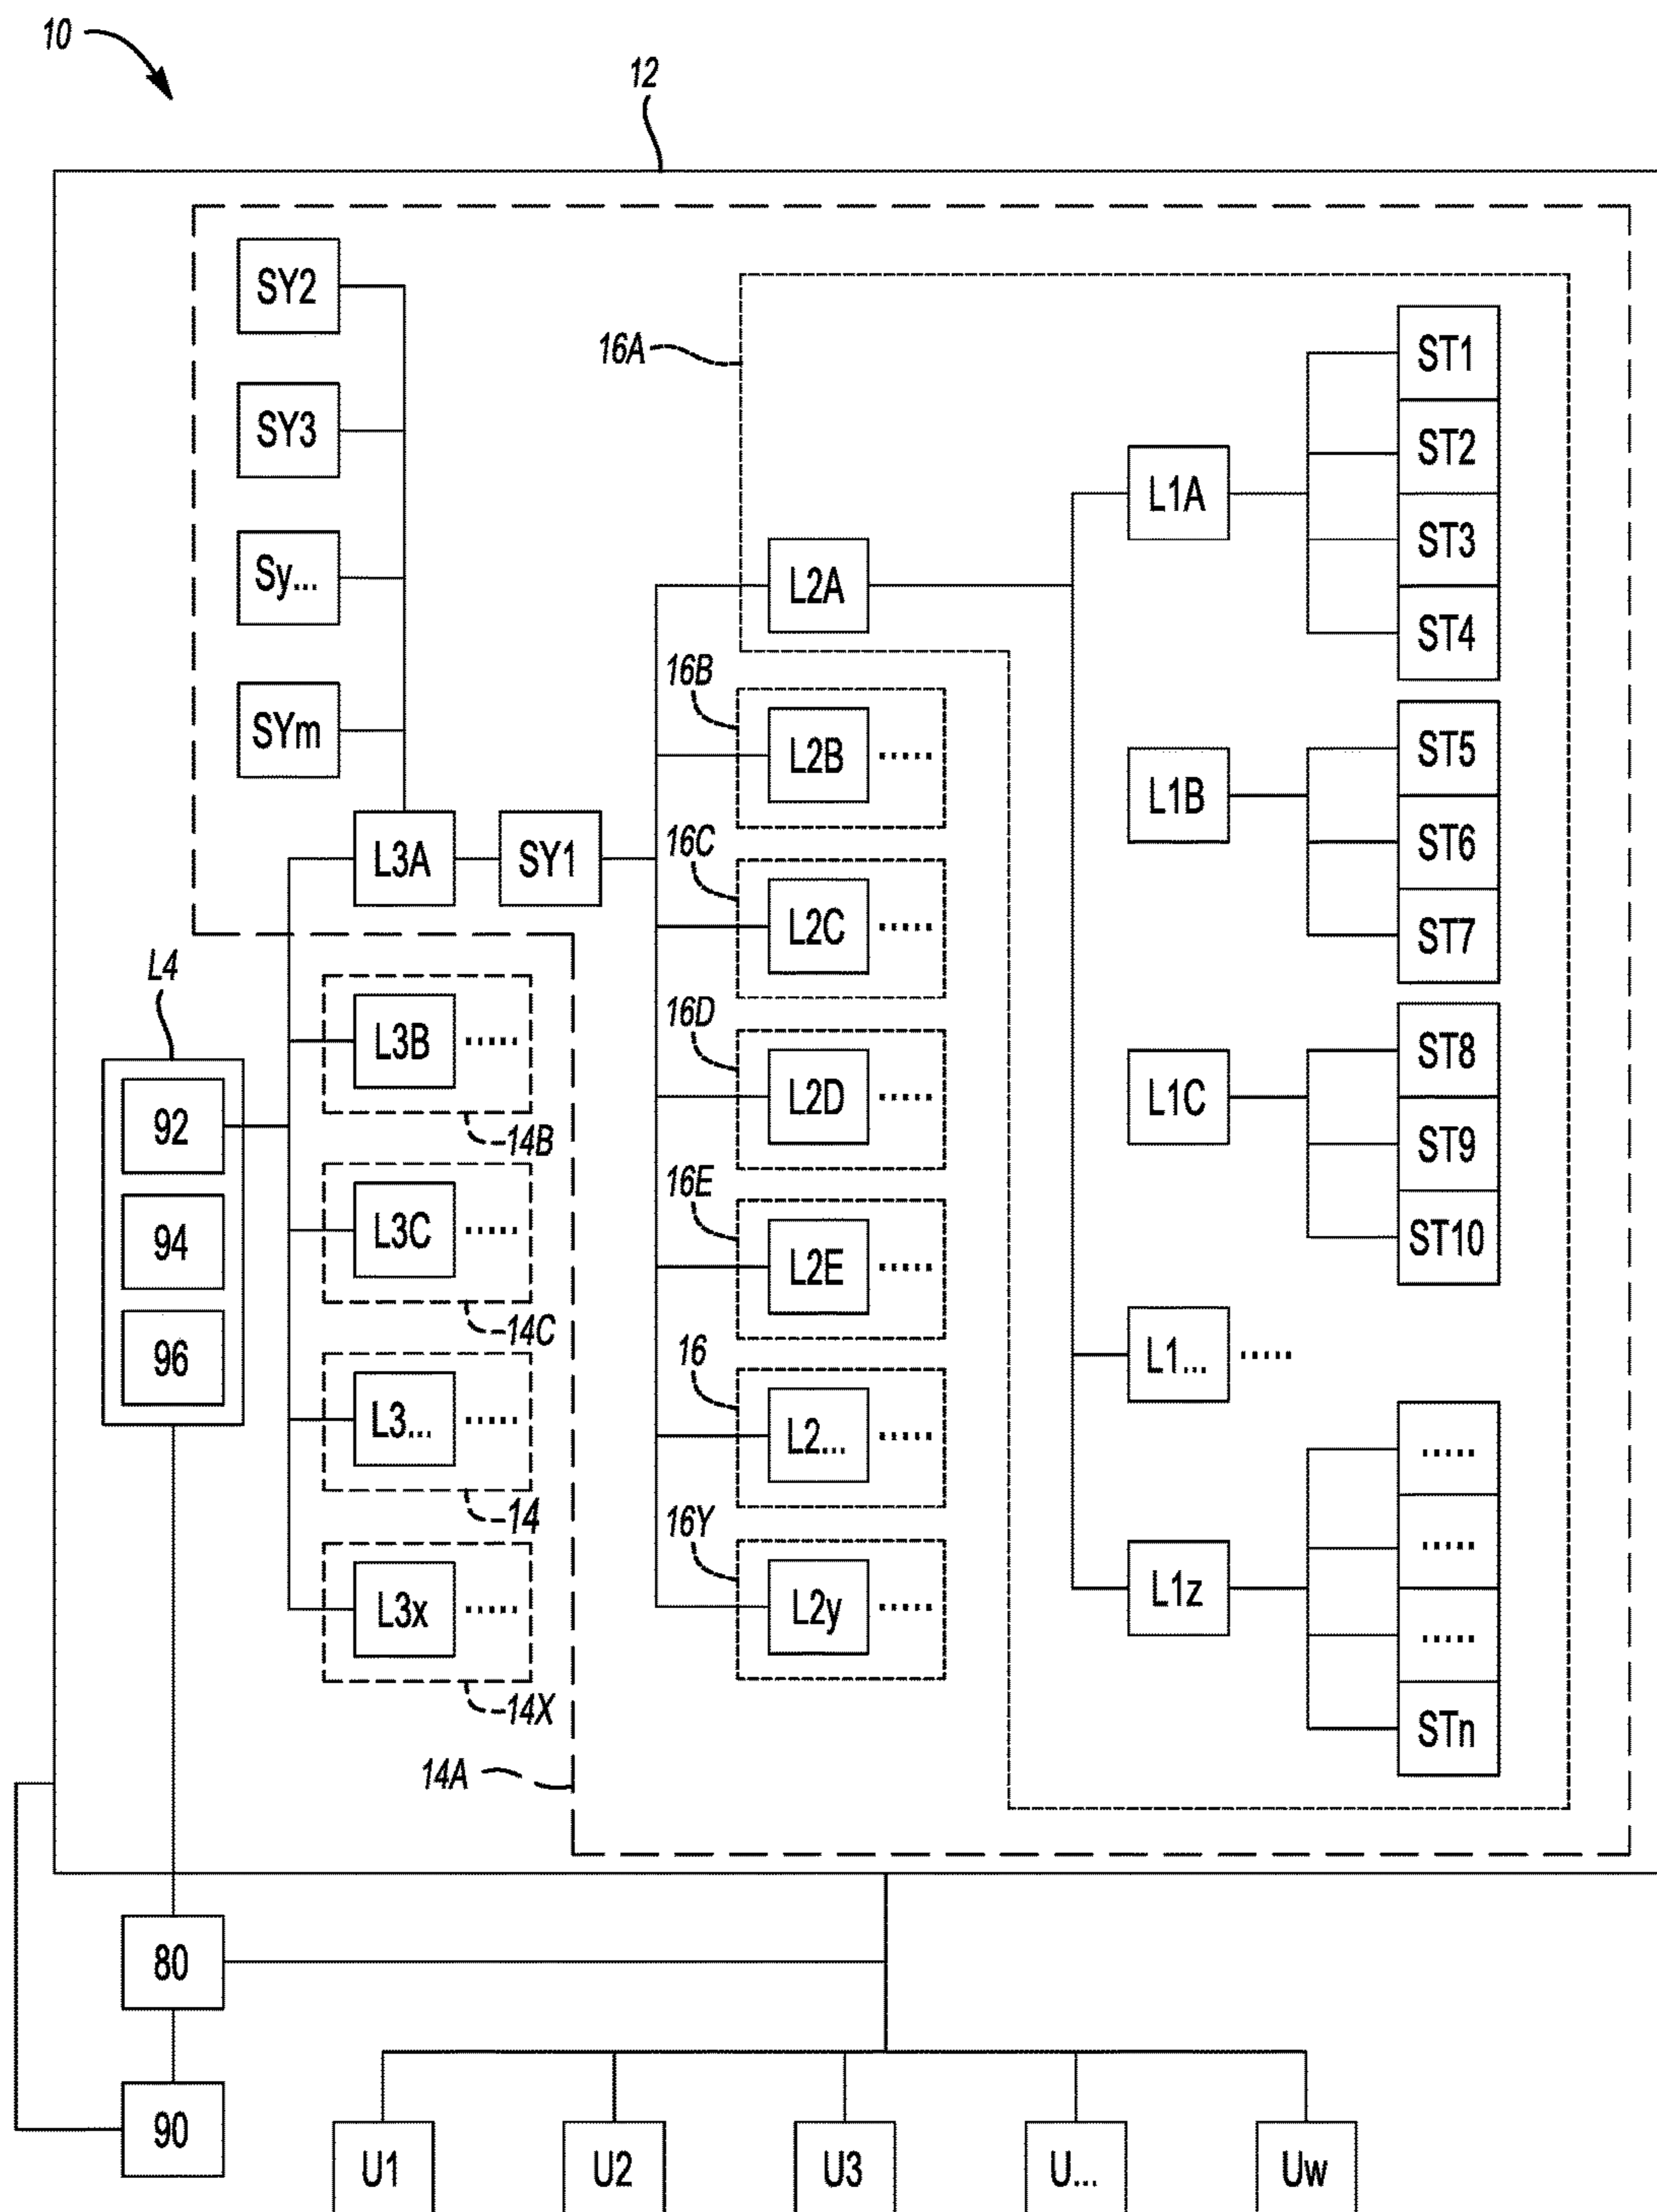 10
12
SY2
16A
ST1
SY3
ST2
L1A
ST3
Sy...
L2A
ST4
16B
SYm
L2B .....
ST5
L1B
16C
ST6
L3A
SY1
L2C .....
ST7
L4
16D
L3B .....
ST8
92
14B
L2D .....
L1C
ST9
16E
L3C .....
94
L2E .....
ST10
14C
16
96
L1... .....
L3... .....
L2... .....
.....
14
16Y
.....
L3x .....
L2y .....
L1z
.....
14X
STn
14A
80
90
U1
U2
U3
U...
Uw